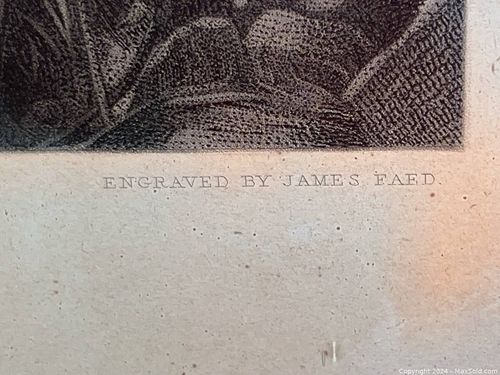 ENGRAVED BY JAMES FAED.
Copyright 2024 - MaxSold.com